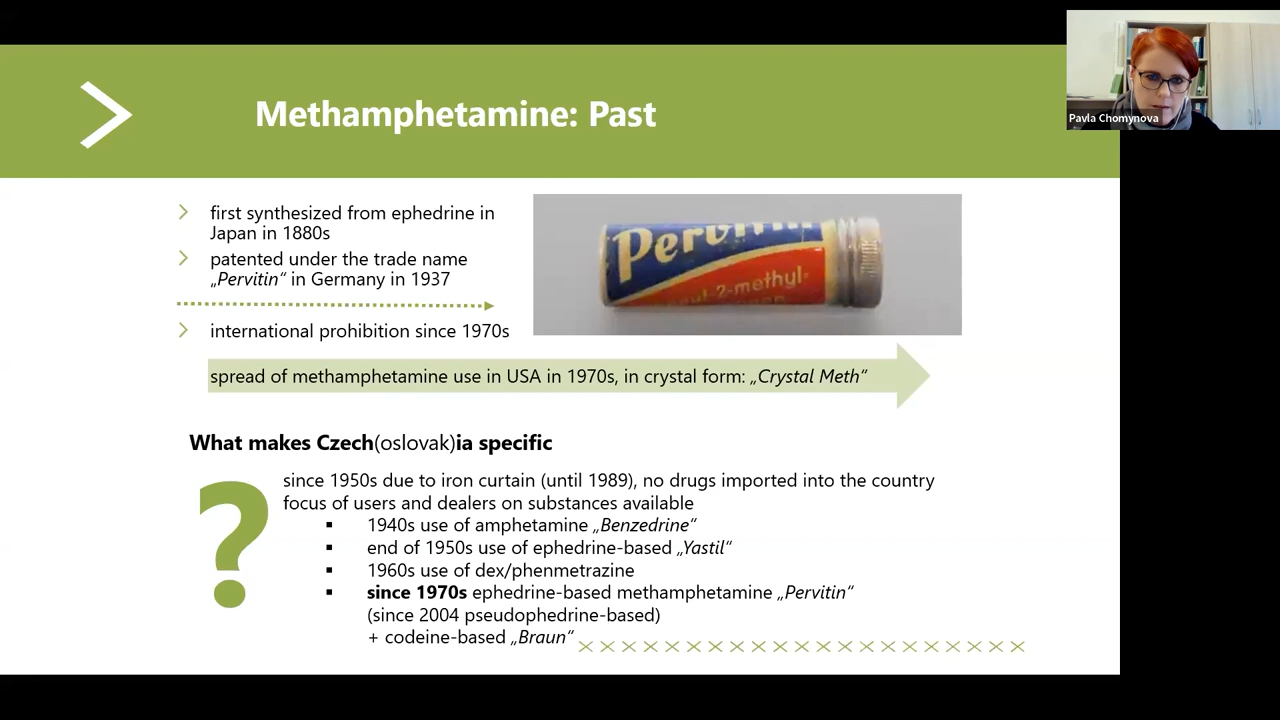 Methamphetamine: Past
Pavla Chomynova
first synthesized from ephedrine in
Japan in 1880s
patented under the trade name
„Pervitin“ in Germany in 1937
international prohibition since 1970s
Pervitin
-2-methyl-
spread of methamphetamine use in USA in 1970s, in crystal form: „Crystal Meth“
What makes Czech(oslovak)ia specific
?
since 1950s due to iron curtain (until 1989), no drugs imported into the country
focus of users and dealers on substances available
1940s use of amphetamine „Benzedrine“
end of 1950s use of ephedrine-based „Yastil“
1960s use of dex/phenmetrazine
since 1970s ephedrine-based methamphetamine „Pervitin“
(since 2004 pseudophedrine-based)
+ codeine-based „Braun“